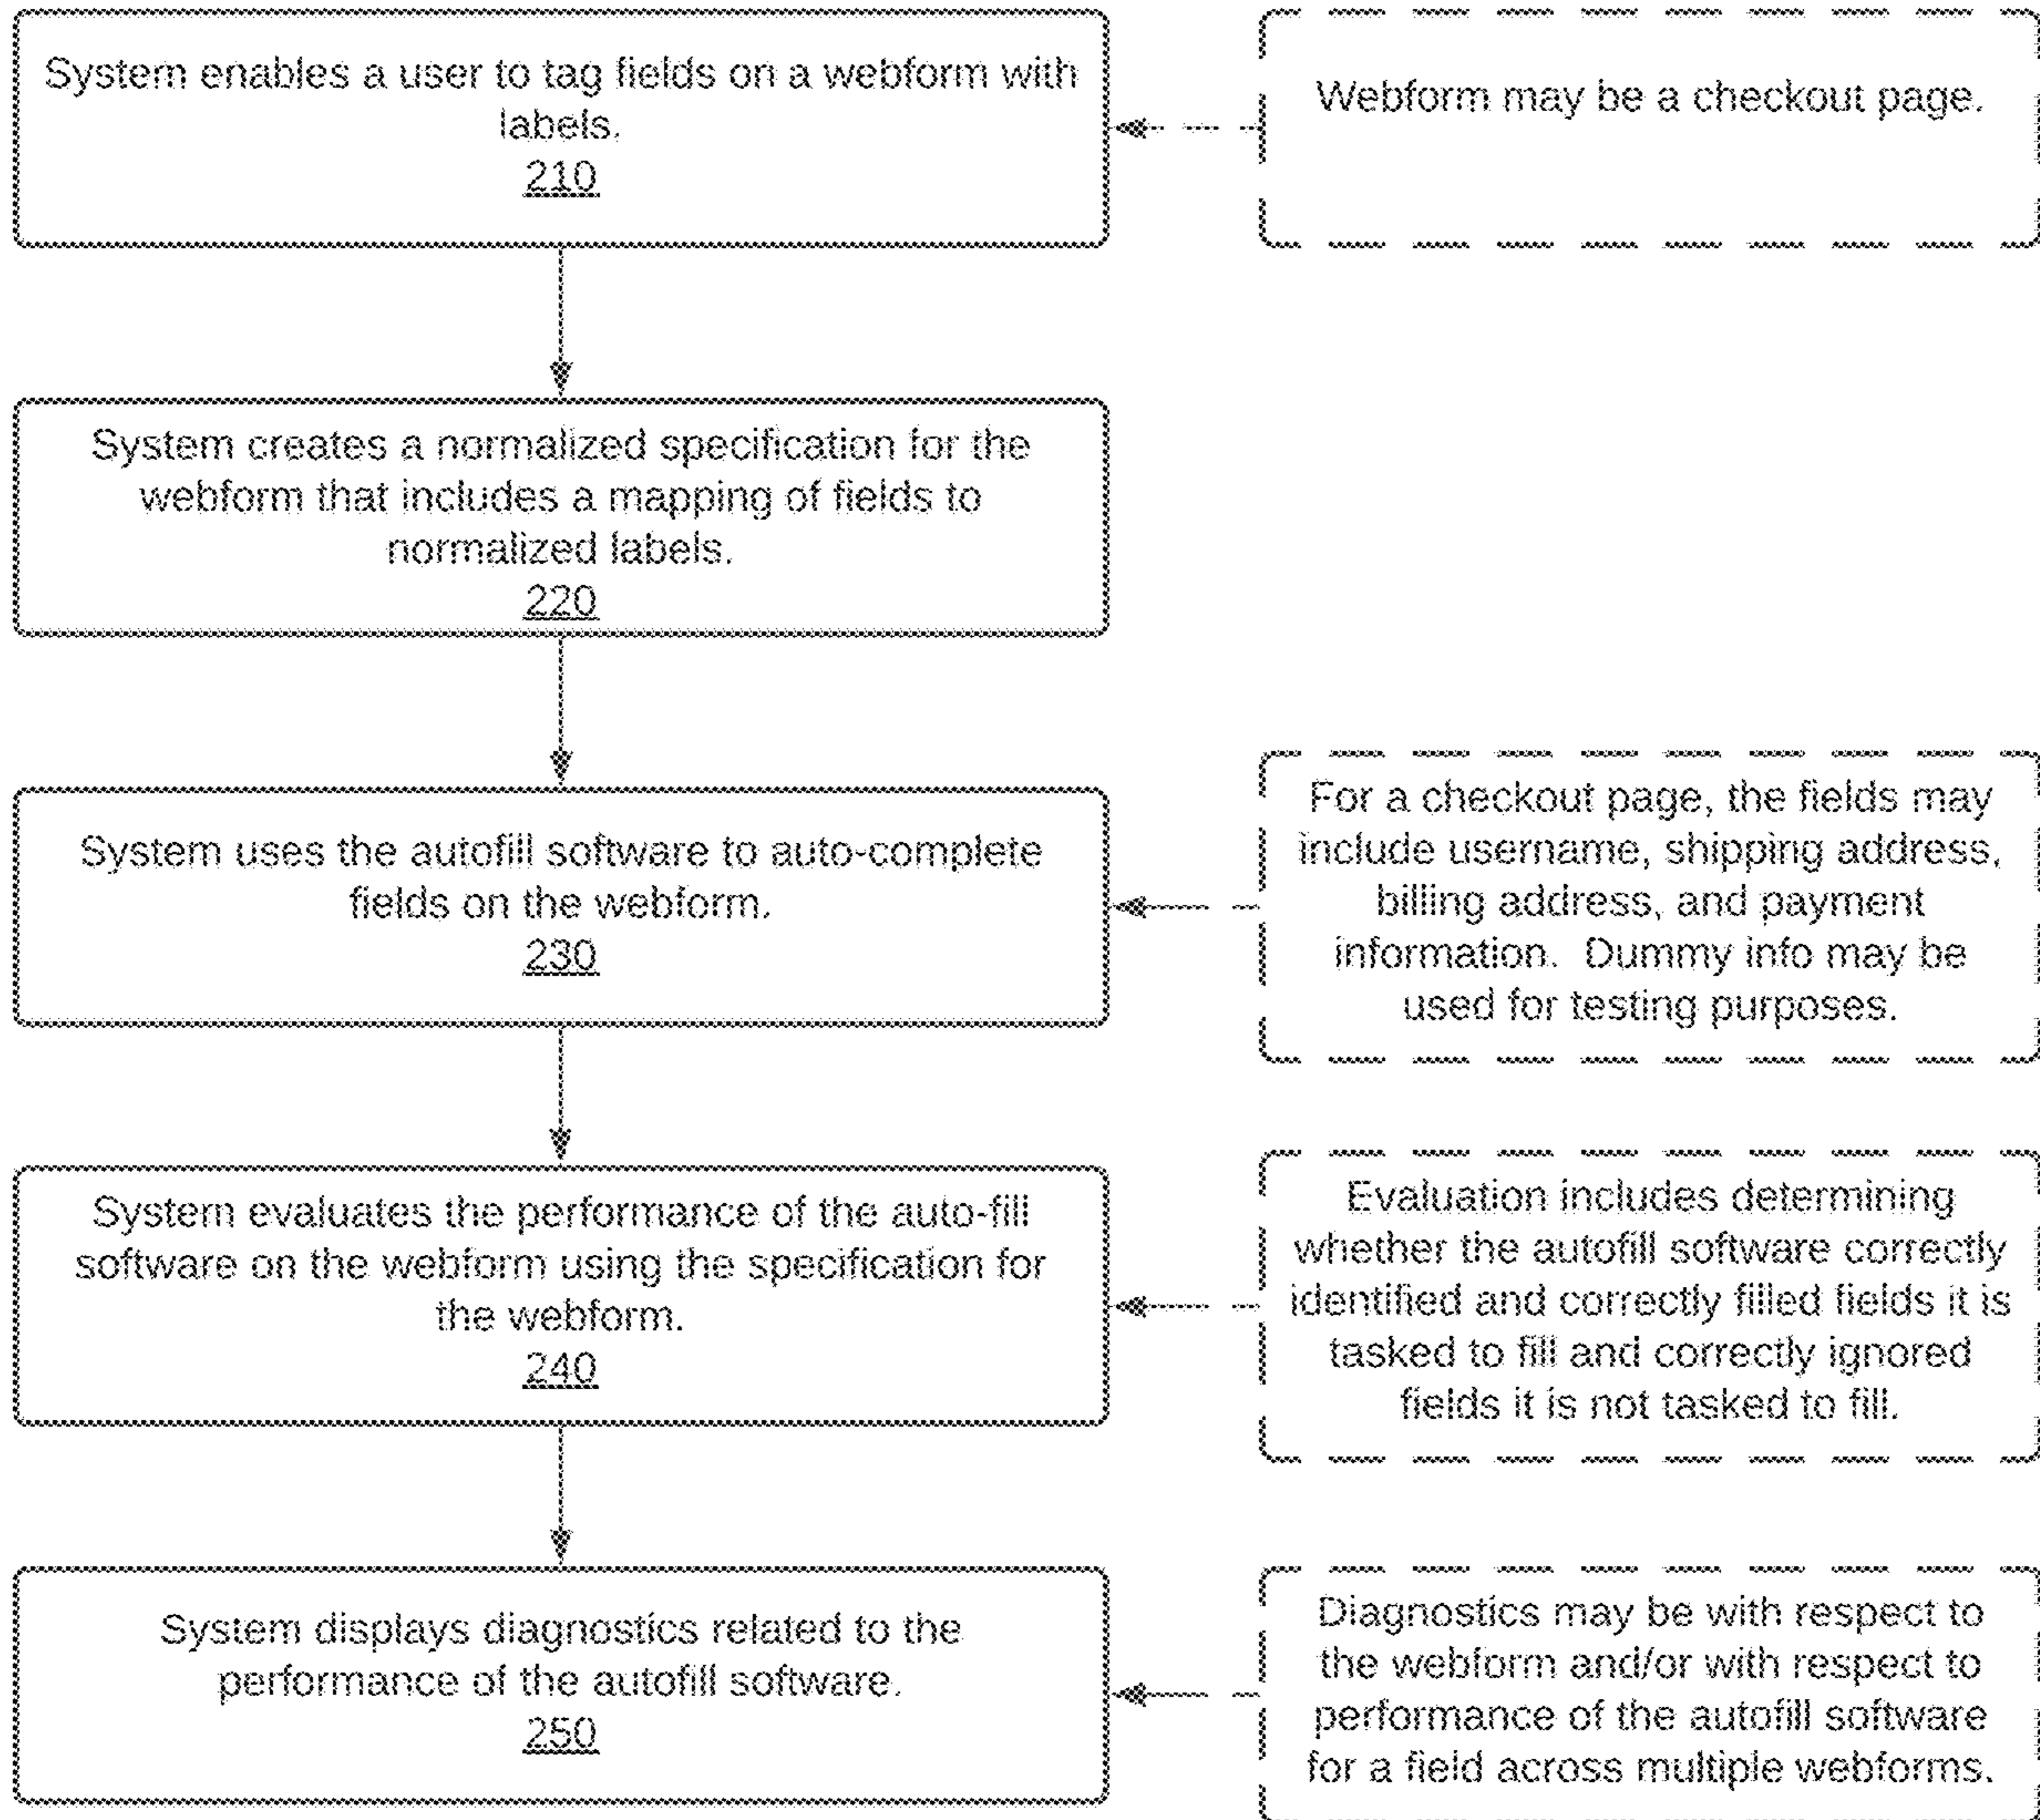 System enables a user to tag fields on a webform with
labels.
210
Webform may be a checkout page.
System creates a normalized specification for the
webform that includes a mapping of fields to
normalized labels.
220
System uses the autofill software to auto-complete
fields on the webform.
230
For a checkout page, the fields may
include username, shipping address,
billing address, and payment
information.  Dummy info may be
used for testing purposes.
System evaluates the performance of the auto-fill
software on the webform using the specification for
the webform.
240
Evaluation includes determining
whether the autofill software correctly
identified and correctly filled fields it is
tasked to fill and correctly ignored
fields it is not tasked to fill.
System displays diagnostics related to the
performance of the autofill software.
250
Diagnostics may be with respect to
the webform and/or with respect to
performance of the autofill software
for a field across multiple webforms.